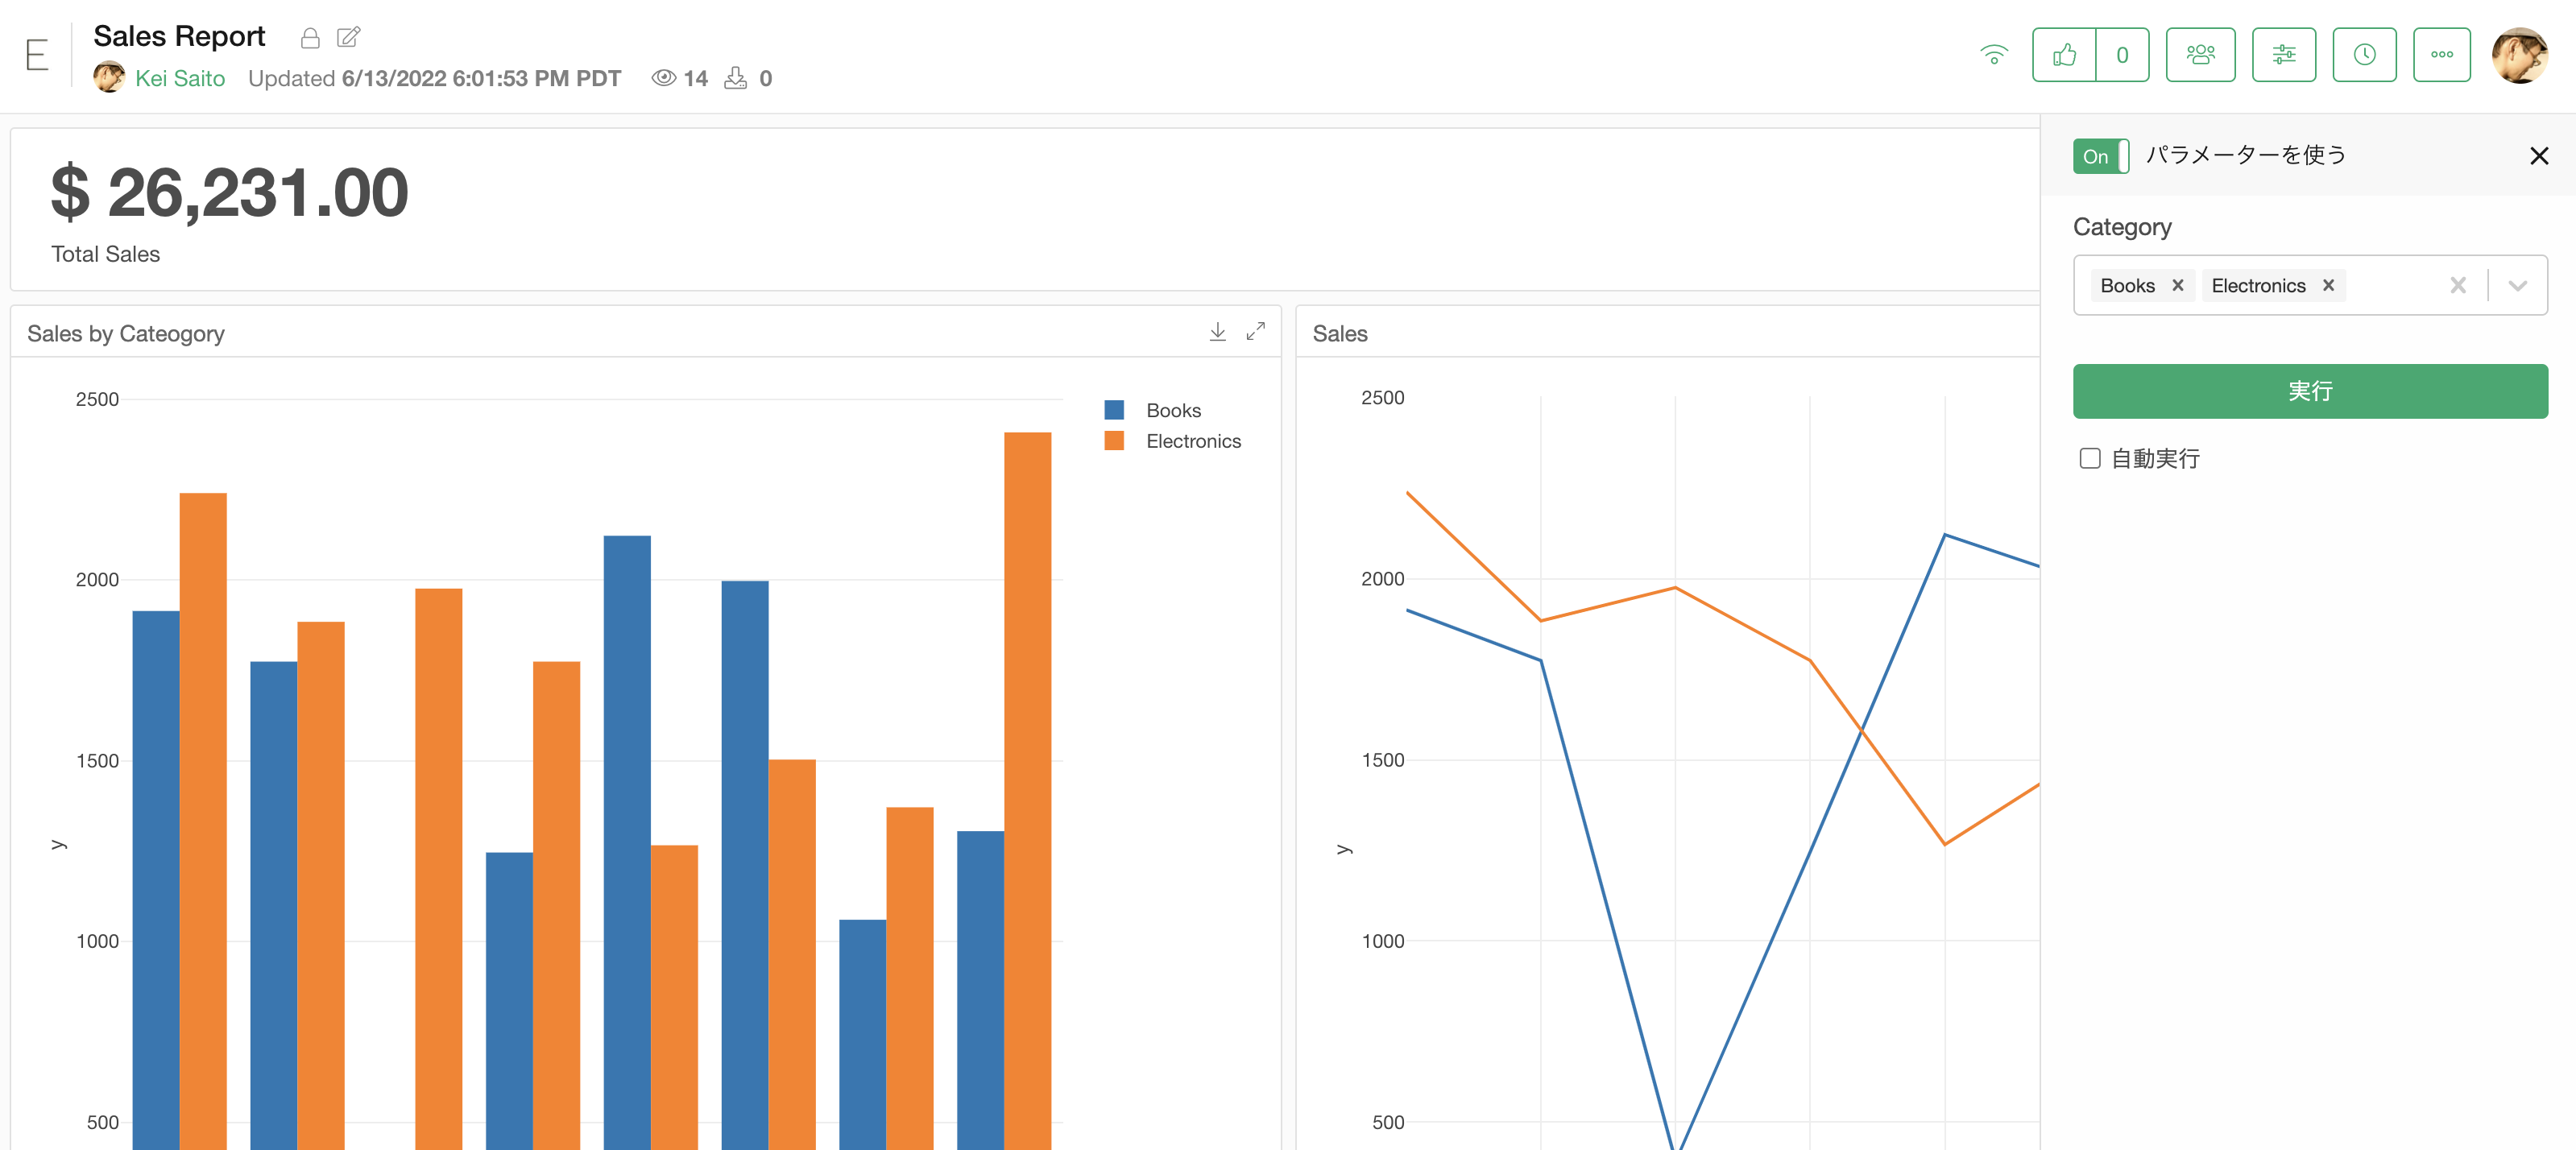 E
Sales Report
Kei Saito Updated 6/13/2022 6:01:53 PM PDT 14 0
0
$ 26,231.00
Total Sales
Sales by Cateogory
2500
2000
1500
1000
500
y
Books
Electronics
Sales
2500
2000
1500
1000
500
y
On パラメーターを使う
Category
Books Electronics
実行
自動実行